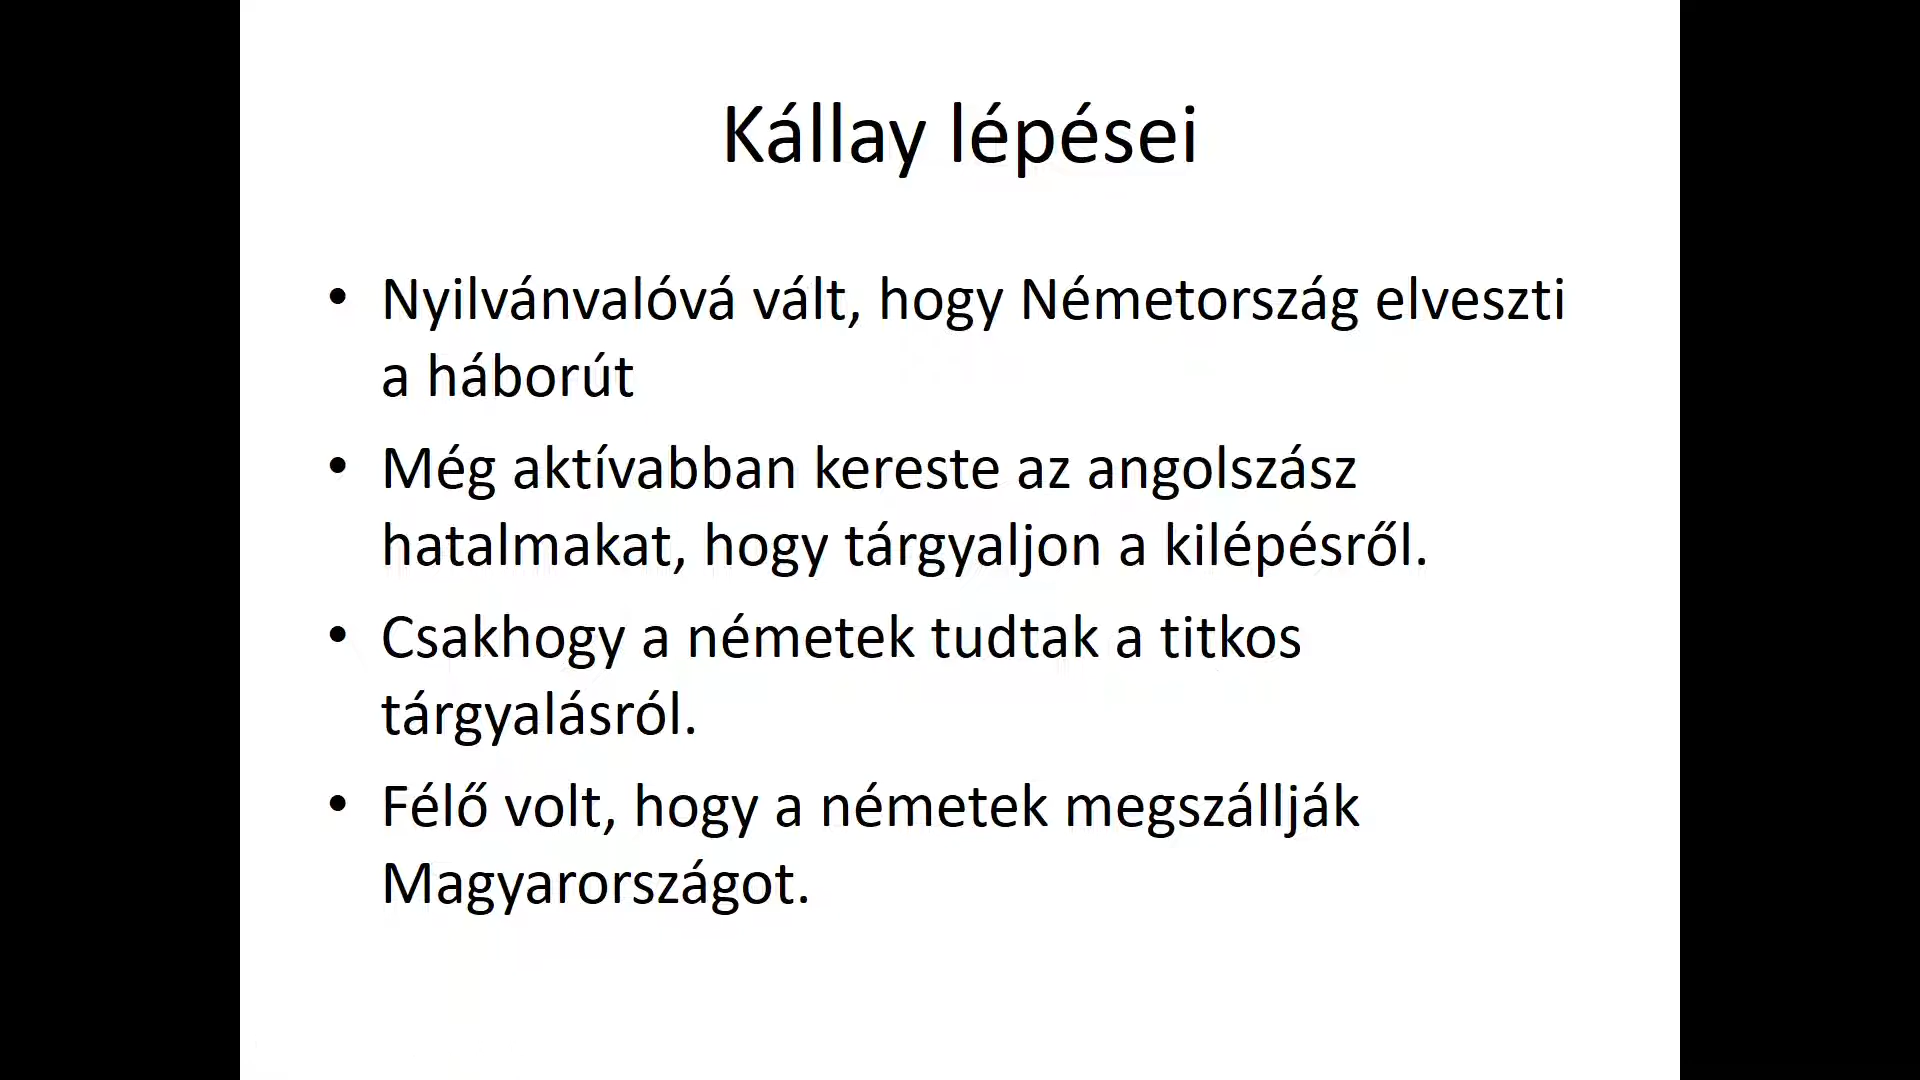 Kállay lépései
• Nyilvánvalóvá vált, hogy Németország elveszti
a háborút
• Még aktívabban kereste az angolszász
hatalmakat, hogy tárgyaljon a kilépésről.
• Csakhogy a németek tudtak a titkos
tárgyalásról.
• Félő volt, hogy a németek megszállják
Magyarországot.